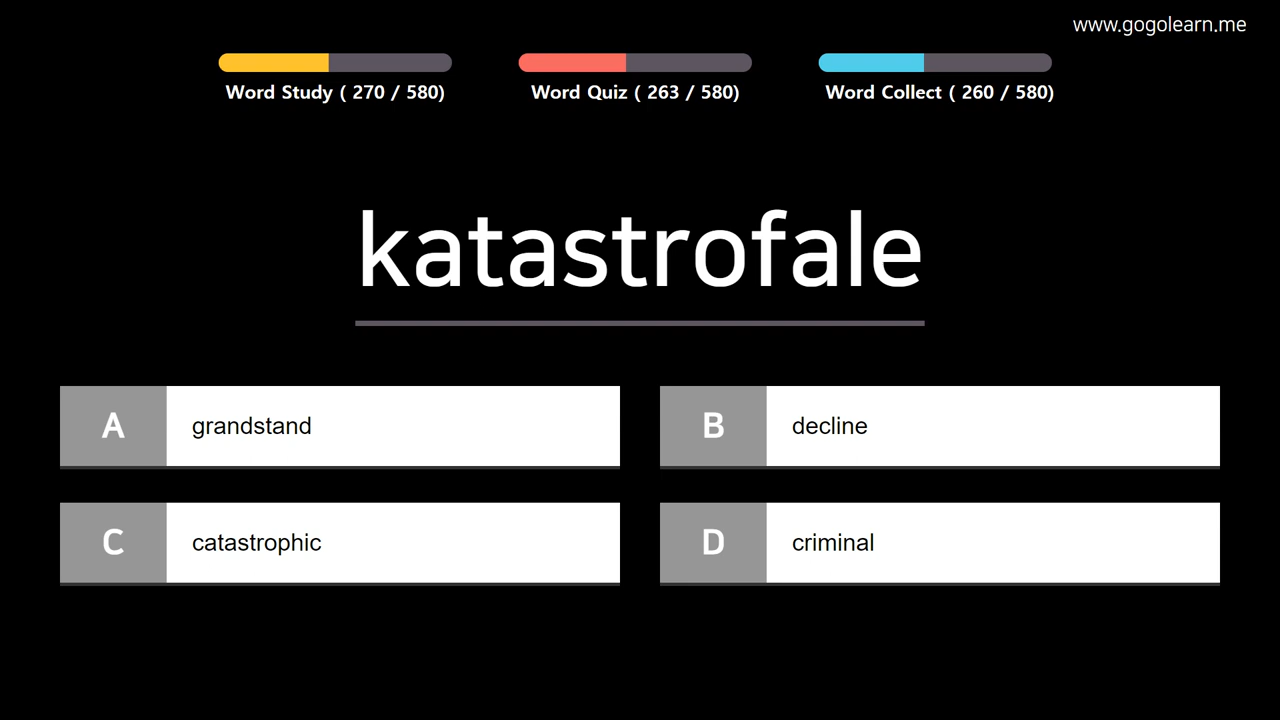 www.gogolearn.me
Word Study ( 270 / 580)
Word Quiz ( 263 / 580)
Word Collect ( 260 / 580)
katastrofale
A grandstand
B decline
C catastrophic
D criminal